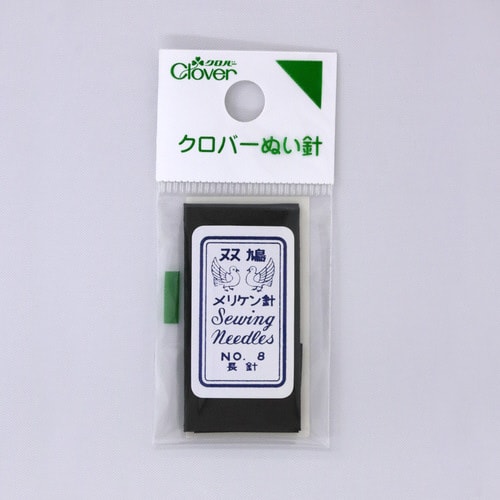 クロバー
Clover
クロバーぬい針
双鳩
メリケン針
Sewing
Needles
NO. 8
長針